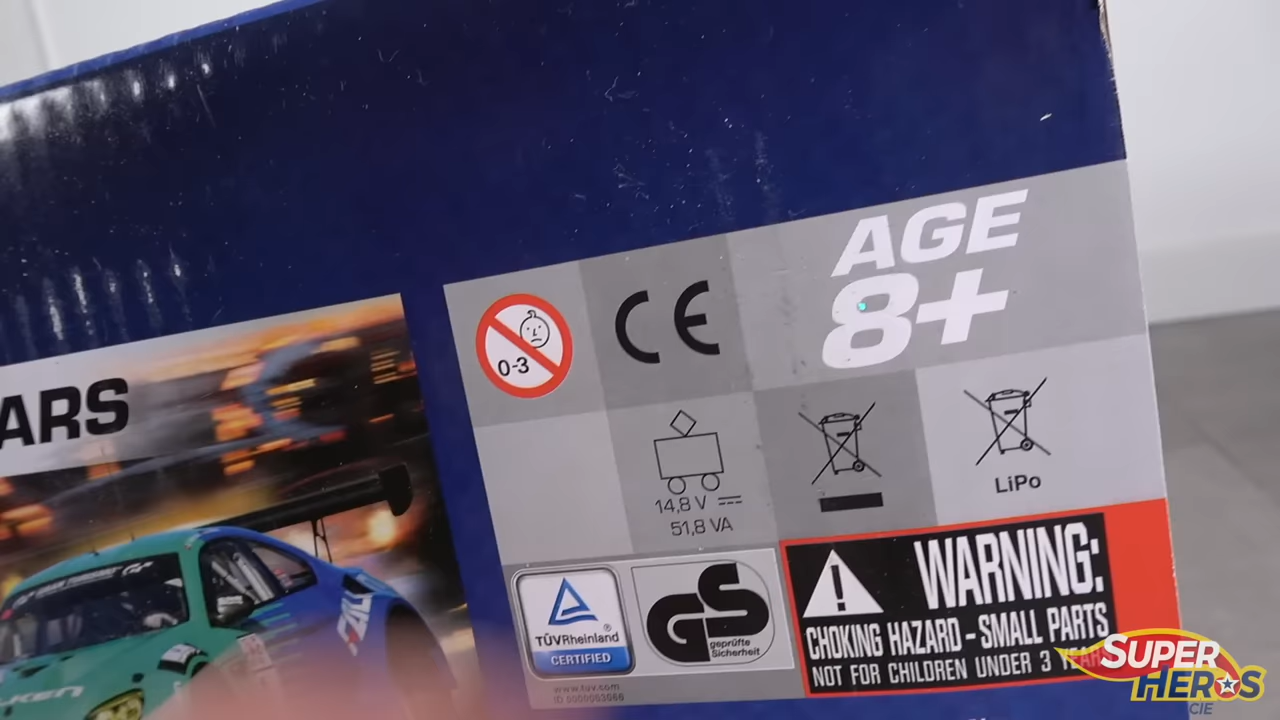 AGE
8+
0-3
CE
ARS
14,8 V
51,8 VA
LiPo
TÜVRheinland
CERTIFIED
GS
geprüfte
Sicherheit
www.tuv.com
WARNING:
CHOKING HAZARD - SMALL PARTS
NOT FOR CHILDREN UNDER 3
SUPER
HEROS
CIE